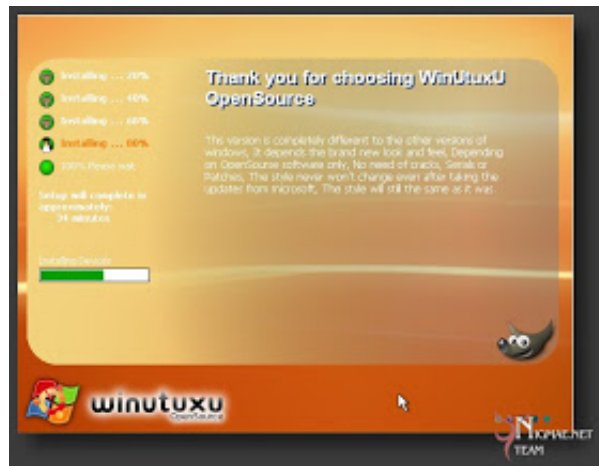 Installing ... 20%
Installing ... 40%
Installing ... 60%
Installing ... 80%
100% Please wait
Setup will complete in
approximately:
34 minutes
Installing Devices
Thank you for choosing WinUtuxU
OpenSource
This version is completely different to the other versions of
windows, It depends the brand new look and feel, Depending
on OpenSource software only, No need of cracks, Serials or
Patches, The style never won't change even after taking the
updates from microsoft, The style will still the same as it was
winutuxu
OpenSource
TEAM